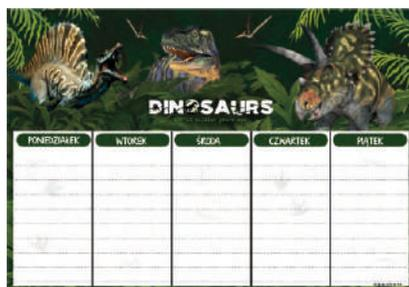 DINOSAURS
PONIEDZIAŁEK
WTOREK
ŚRODA
CZWARTEK
PIĄTEK